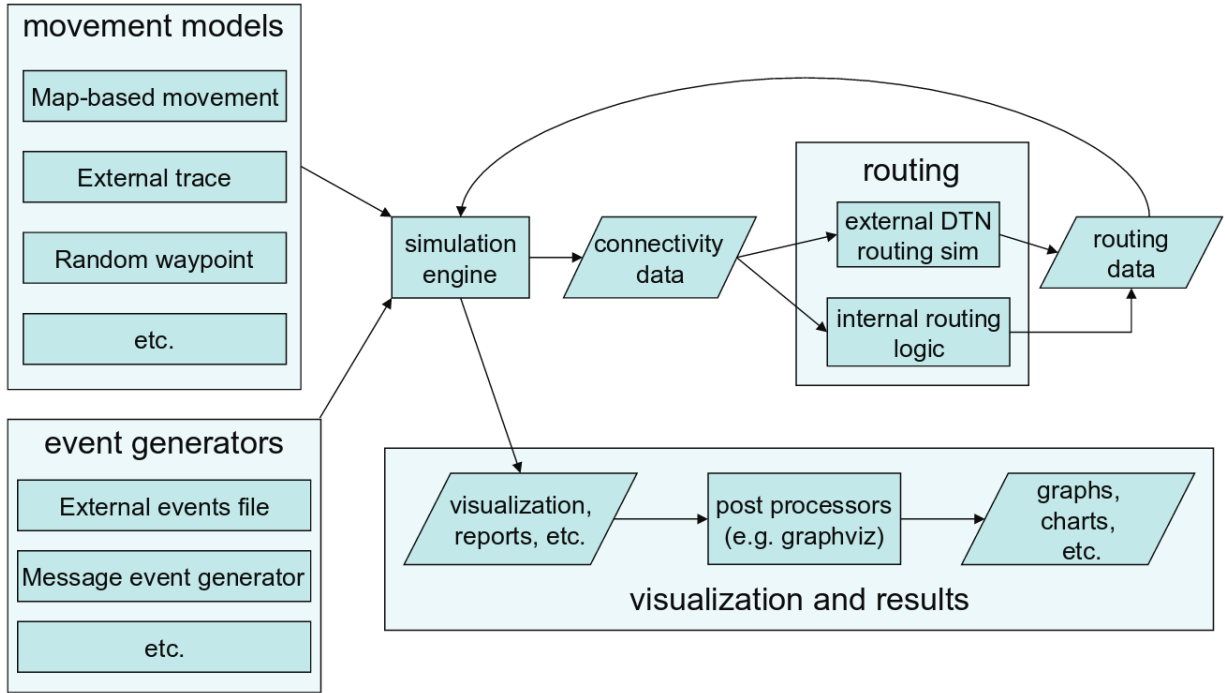 movement models
Map-based movement
External trace
Random waypoint
etc.
event generators
External events file
Message event generator
etc.
simulation
engine
connectivity
data
routing
external DTN
routing sim
internal routing
logic
routing
data
visualization,
reports, etc.
post processors
(e.g. graphviz)
graphs,
charts,
etc.
visualization and results